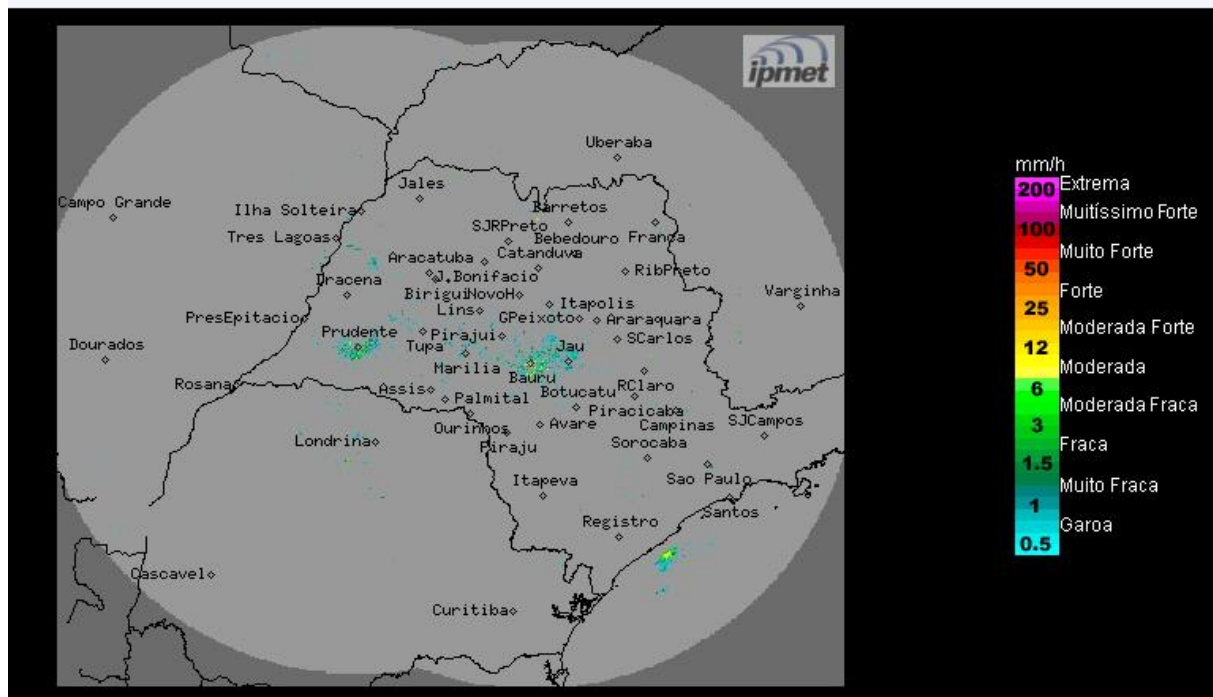 ipmet
Uberaba
Jales
Campo Grande
Ilha Solteira
Barretos
SJRPreto
Tres Lagoas
Bebedouro
Franca
Aracatuba
Catanduva
J.Bonifacio
RibPreto
Dracena
Birigui
NovoH
Itapolis
Varginha
Lins
PresEpitacio
GPeixoto
Araraquara
Prudente
Pirajui
SCarlos
Dourados
Tupa
Jau
Marilia
Bauru
Rosana
Assis
Botucatu
RClaro
Palmital
Piracicaba
Ourinhos
Avare
Campinas
SJCampos
Londrina
Piraju
Sorocaba
Itapeva
Sao Paulo
Registro
Santos
Cascavel
Curitiba
mm/h
200 Extrema
Muitíssimo Forte
100
Muito Forte
50
Forte
25
Moderada Forte
12
Moderada
6
Moderada Fraca
3
Fraca
1.5
Muito Fraca
1
Garoa
0.5